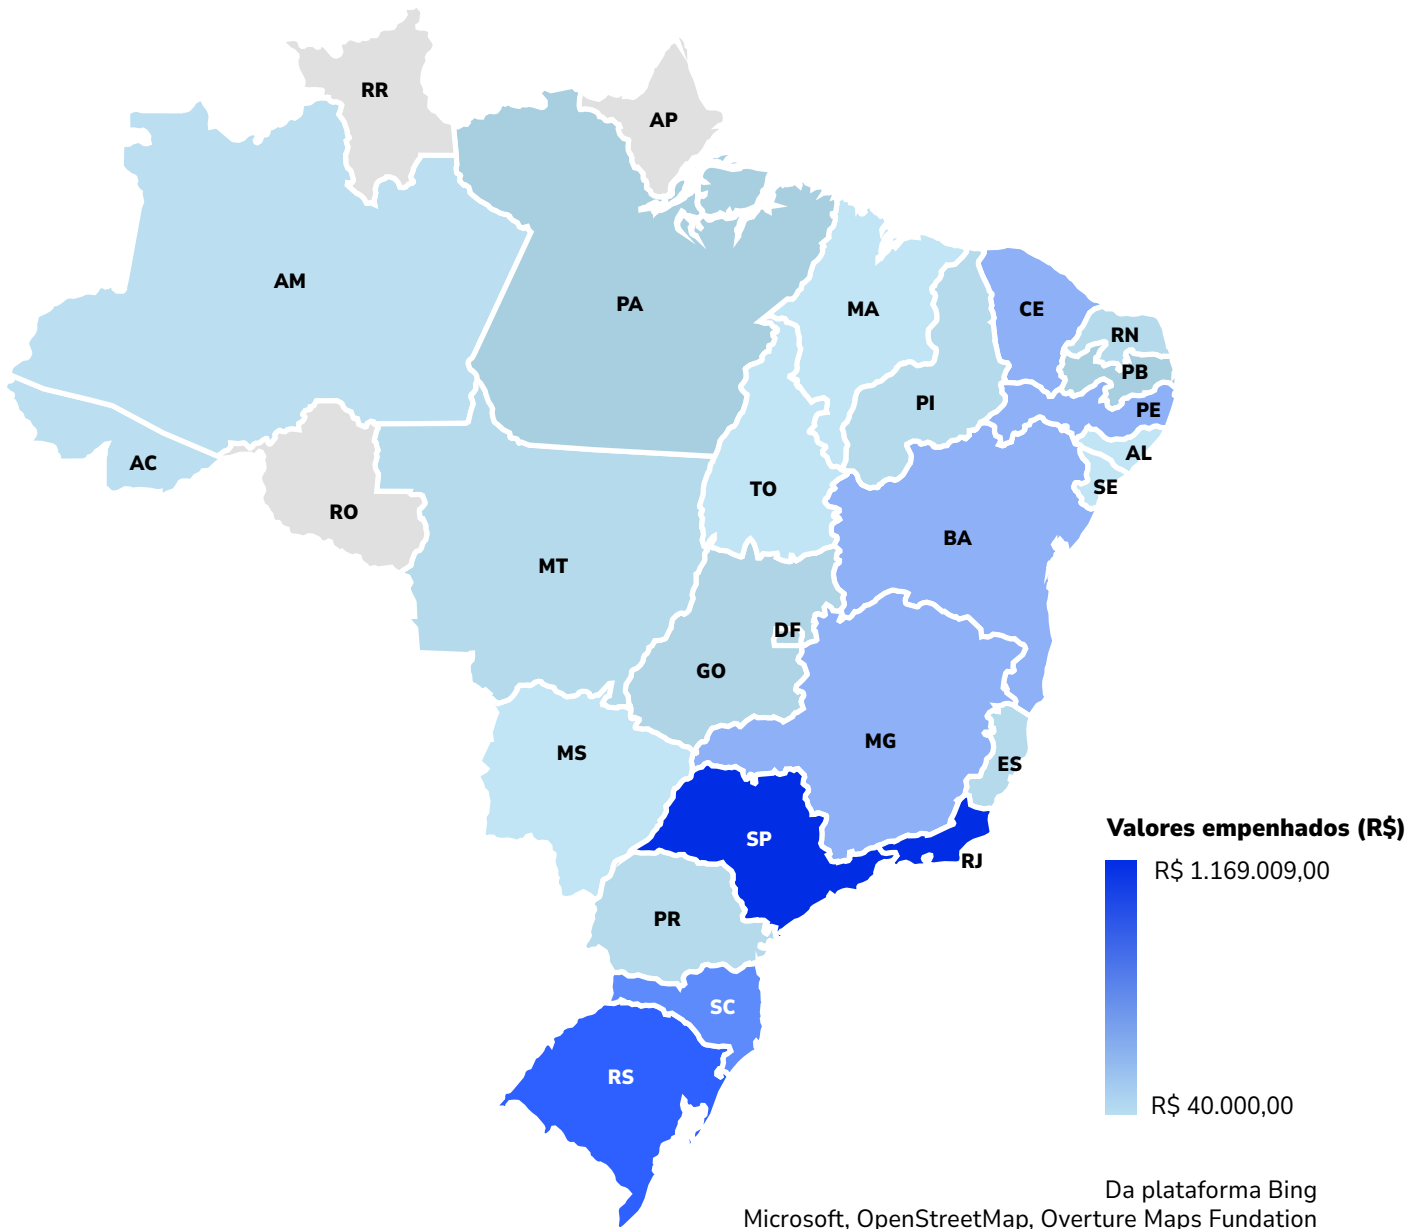 RR
AP
AM
PA
MA
CE
RN
PB
PI
PE
AL
AC
SE
TO
RO
BA
MT
DF
GO
MG
MS
ES
Valores empenhados (R$)
SP
RJ
R$ 1.169.009,00
PR
SC
RS
R$ 40.000,00
Da plataforma Bing
Microsoft, OpenStreetMap, Overture Maps Fundation